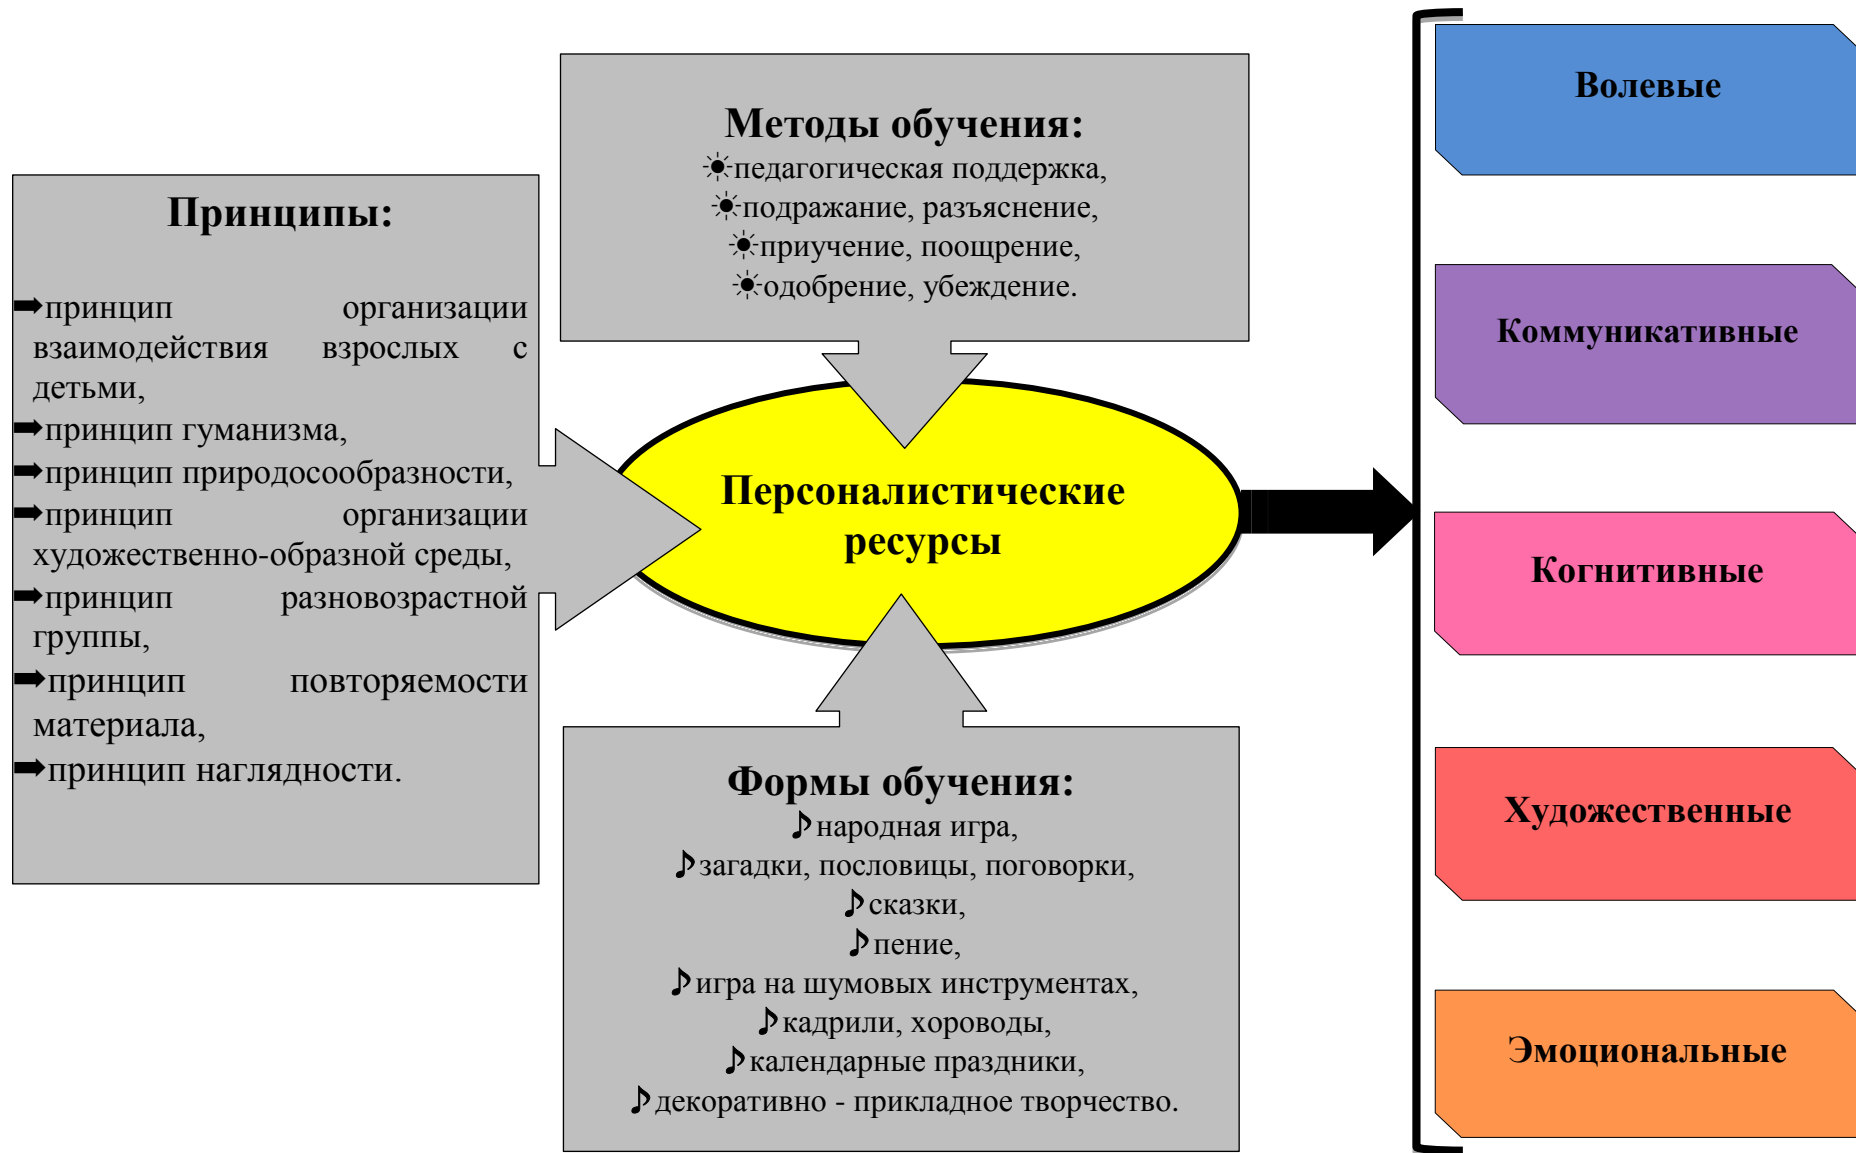 Принципы:
➡принцип организации
взаимодействия взрослых с
детьми,
➡принцип гуманизма,
➡принцип природосообразности,
➡принцип организации
художественно-образной среды,
➡принцип разновозрастной
группы,
➡принцип повторяемости
материала,
➡принцип наглядности.
Методы обучения:
☀педагогическая поддержка,
☀подражание, разъяснение,
☀приучение, поощрение,
☀одобрение, убеждение.
Персоналистические
ресурсы
Формы обучения:
♪народная игра,
♪загадки, пословицы, поговорки,
♪сказки,
♪пение,
♪игра на шумовых инструментах,
♪кадрили, хороводы,
♪календарные праздники,
♪декоративно - прикладное творчество.
Волевые
Коммуникативные
Когнитивные
Художественные
Эмоциональные